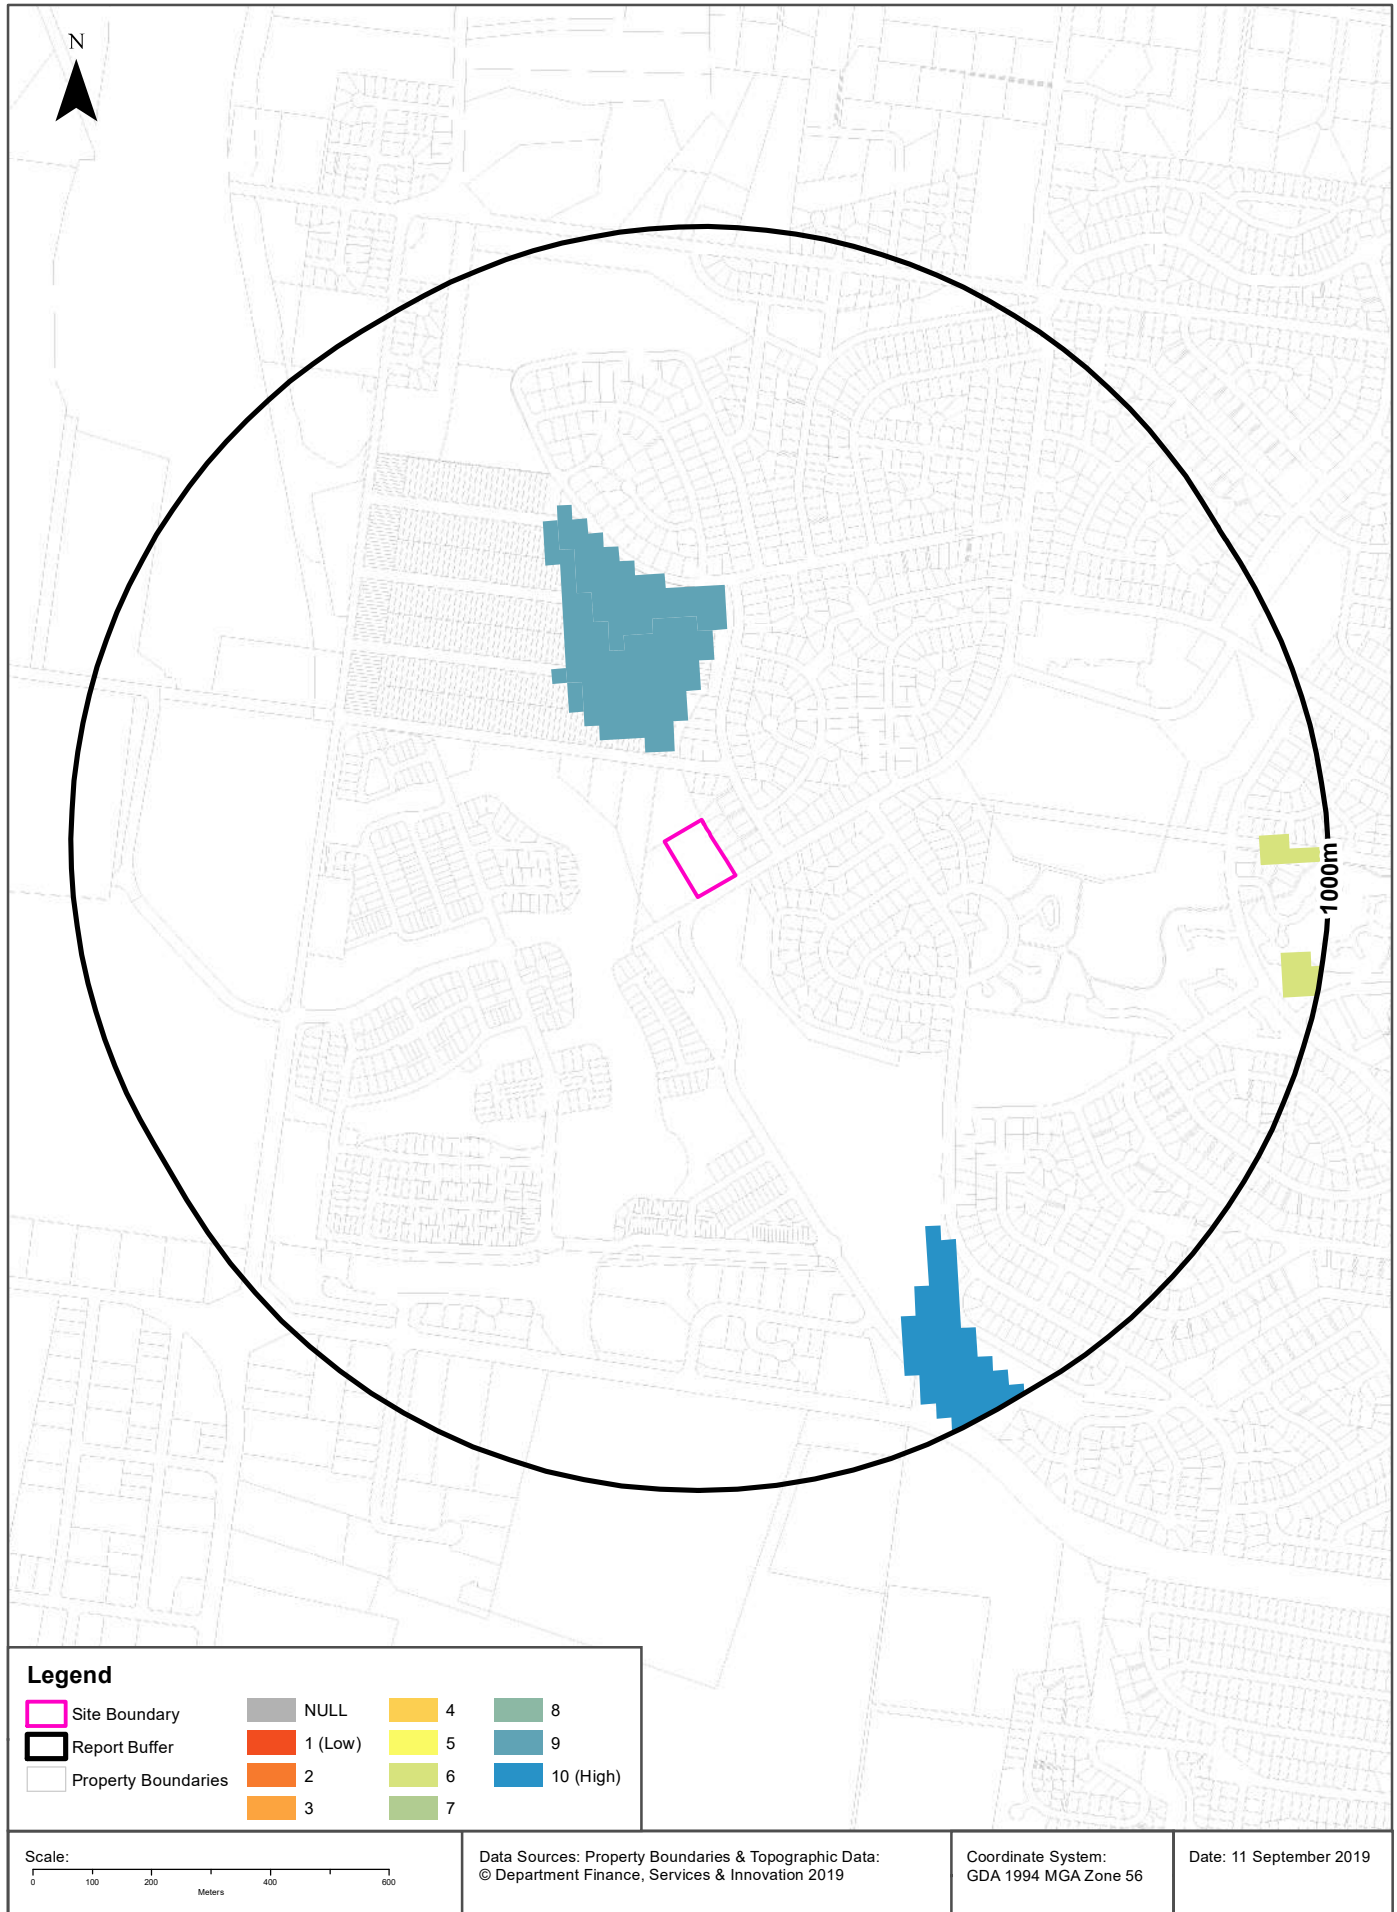 N
1000m
Legend
Site Boundary
Report Buffer
Property Boundaries
NULL
1 (Low)
2
3
4
5
6
7
8
9
10 (High)
Scale:
0 100 200 400 600
Meters
Data Sources: Property Boundaries & Topographic Data:
© Department Finance, Services & Innovation 2019
Coordinate System:
GDA 1994 MGA Zone 56
Date: 11 September 2019